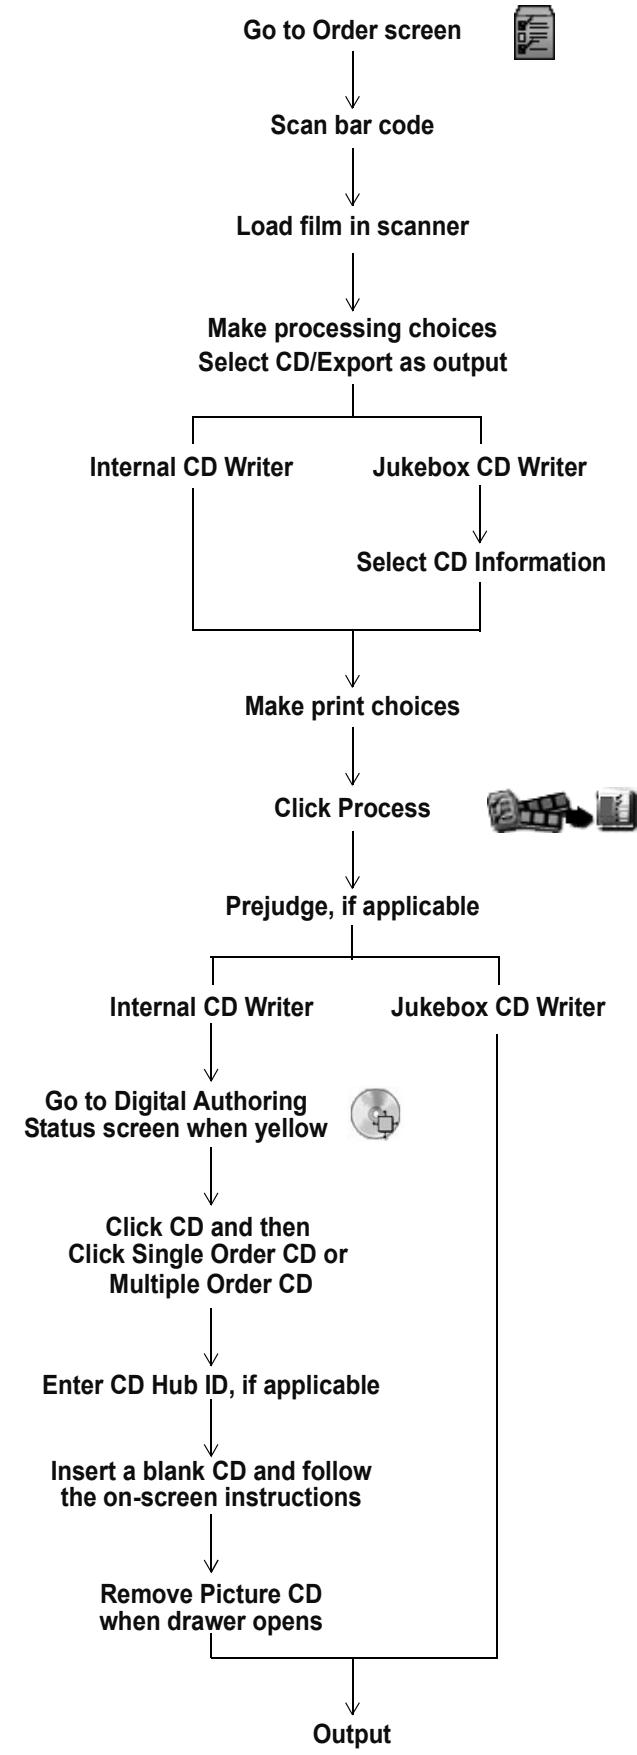 Go to Order screen
Scan bar code
Load film in scanner
Make processing choices
Select CD/Export as output
Internal CD Writer
Jukebox CD Writer
Select CD Information
Make print choices
Click Process
Prejudge, if applicable
Internal CD Writer
Jukebox CD Writer
Go to Digital Authoring
Status screen when yellow
Click CD and then
Click Single Order CD or
Multiple Order CD
Enter CD Hub ID, if applicable
Insert a blank CD and follow
the on-screen instructions
Remove Picture CD
when drawer opens
Output